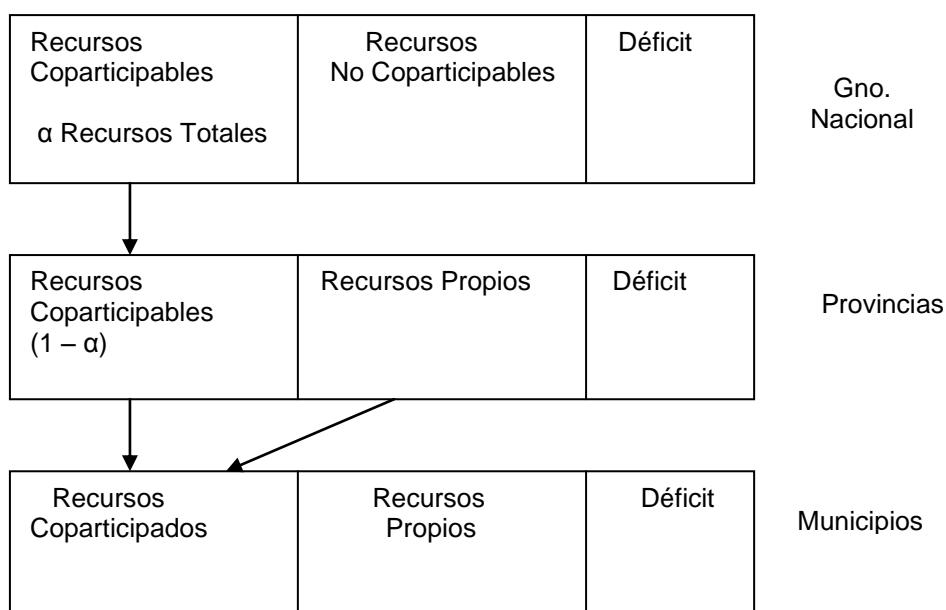 Recursos
Coparticipables
α Recursos Totales
Recursos
No Coparticipables
Déficit
Gno.
Nacional
Recursos
Coparticipables
(1 – α)
Recursos Propios
Déficit
Provincias
Recursos
Coparticipados
Recursos
Propios
Déficit
Municipios